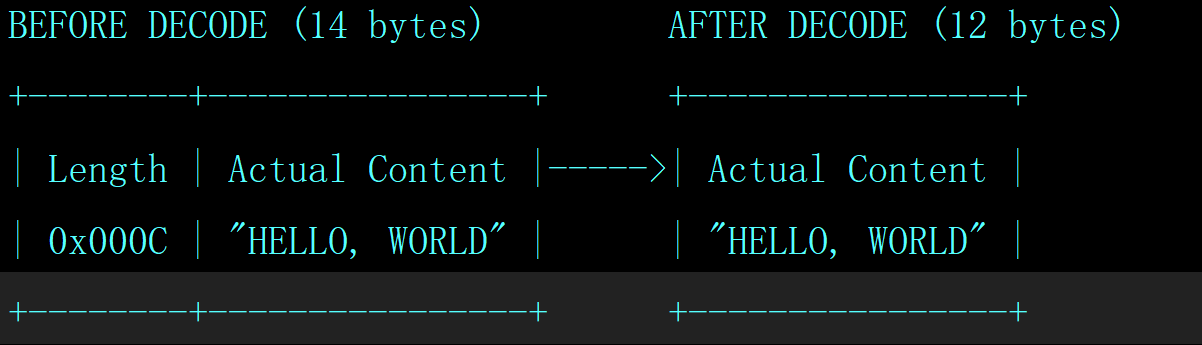 BEFORE DECODE (14 bytes)         AFTER DECODE (12 bytes)
+--------+----------------+      +----------------+
| Length | Actual Content |----->| Actual Content |
| 0x000C | "HELLO, WORLD" |      | "HELLO, WORLD" |
+--------+----------------+      +----------------+